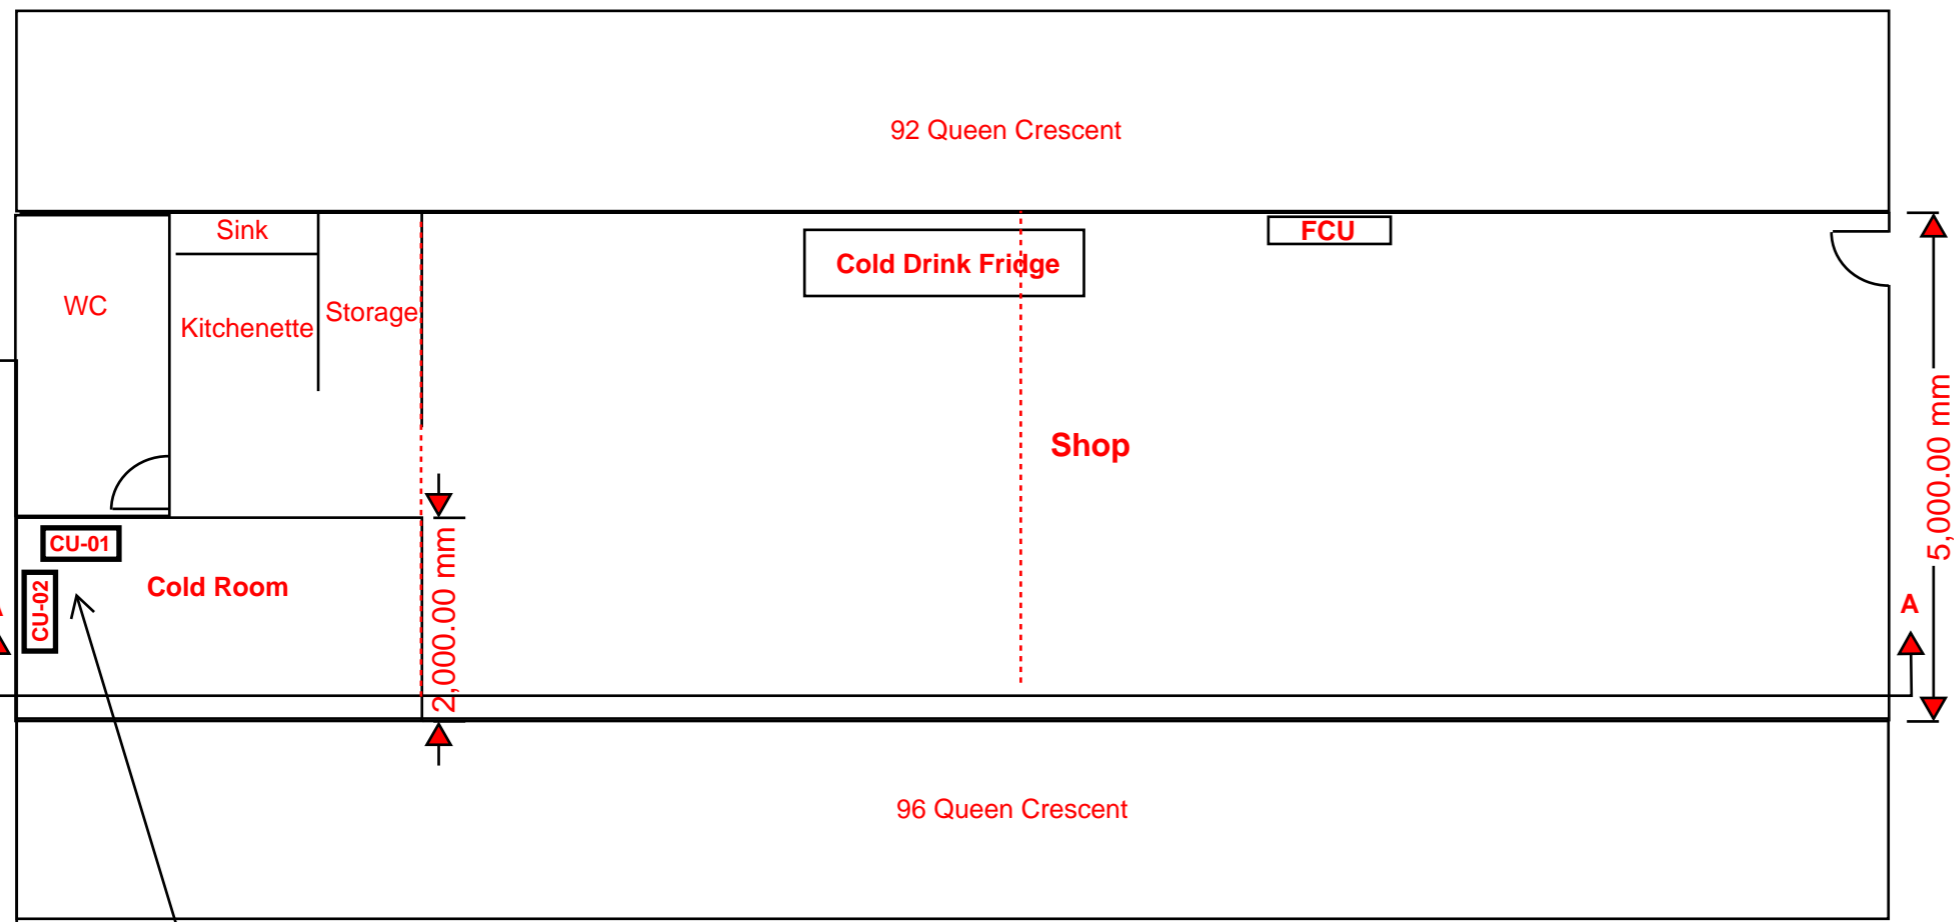 92 Queen Crescent
Sink
FCU
Cold Drink Fridge
WC
Storage
Kitchenette
Shop
5,000.00 mm
CU-01
Cold Room
CU-02
2,000.00 mm
A
96 Queen Crescent